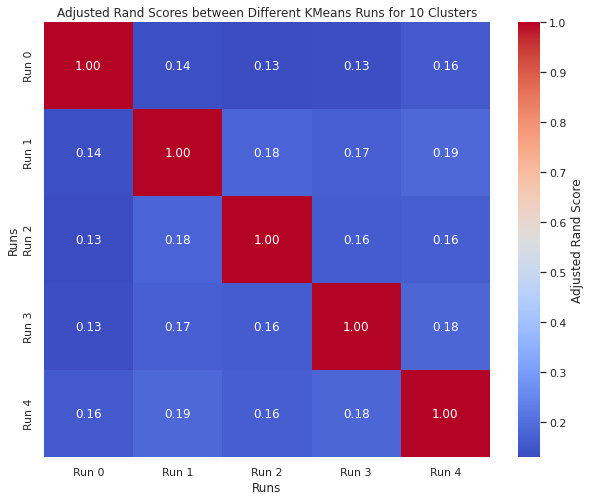 Adjusted Rand Scores between Different KMeans Runs for 10 Clusters
Run 0
1.00 0.14 0.13 0.13 0.16
Run 1
0.14 1.00 0.18 0.17 0.19
Runs
Run 2
0.13 0.18 1.00 0.16 0.16
Run 3
0.13 0.17 0.16 1.00 0.18
Run 4
0.16 0.19 0.16 0.18 1.00
Run 0 Run 1 Run 2 Run 3 Run 4
Runs
1.0
0.9
0.8
0.7
0.6
0.5
0.4
0.3
0.2
Adjusted Rand Score